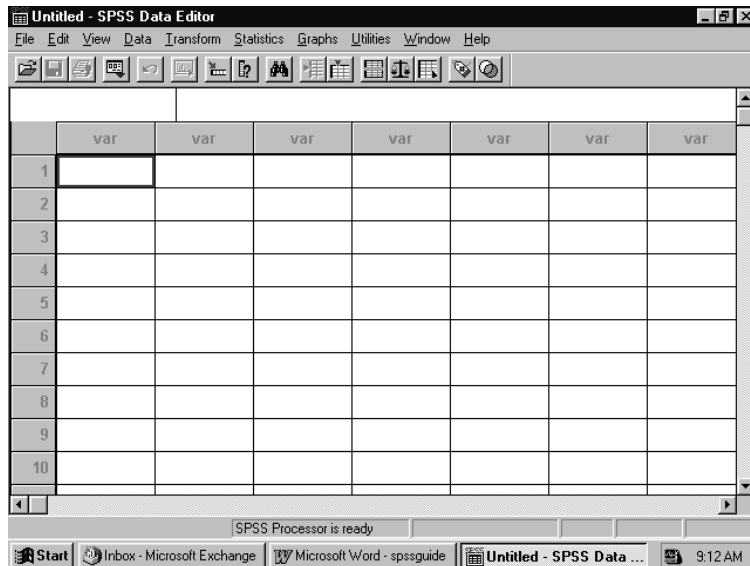 Untitled - SPSS Data Editor
File Edit View Data Transform Statistics Graphs Utilities Window Help
var var var var var var var
1
2
3
4
5
6
7
8
9
10
SPSS Processor is ready
Start Inbox - Microsoft Exchange Microsoft Word - spssguide Untitled - SPSS Data ... 9:12 AM